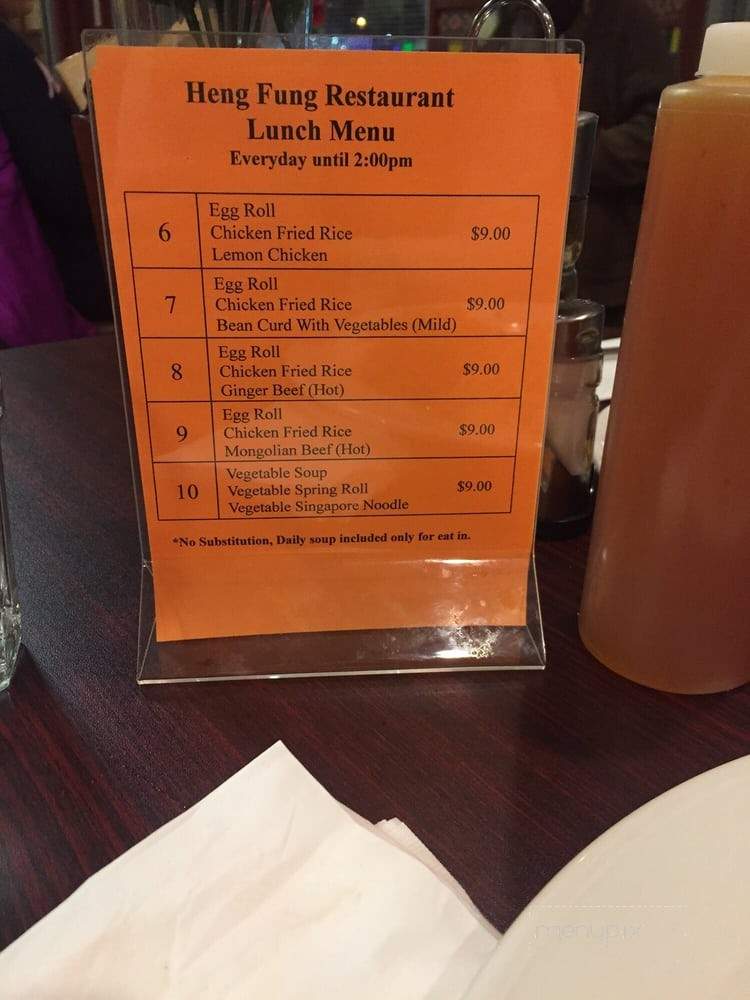 Heng Fung Restaurant
Lunch Menu
Everyday until 2:00pm
6
Egg Roll
Chicken Fried Rice
Lemon Chicken
$9.00
7
Egg Roll
Chicken Fried Rice
Bean Curd With Vegetables (Mild)
$9.00
8
Egg Roll
Chicken Fried Rice
Ginger Beef (Hot)
$9.00
9
Egg Roll
Chicken Fried Rice
Mongolian Beef (Hot)
$9.00
10
Vegetable Soup
Vegetable Spring Roll
Vegetable Singapore Noodle
$9.00
*No Substitution, Daily soup included only for eat in.
menupix